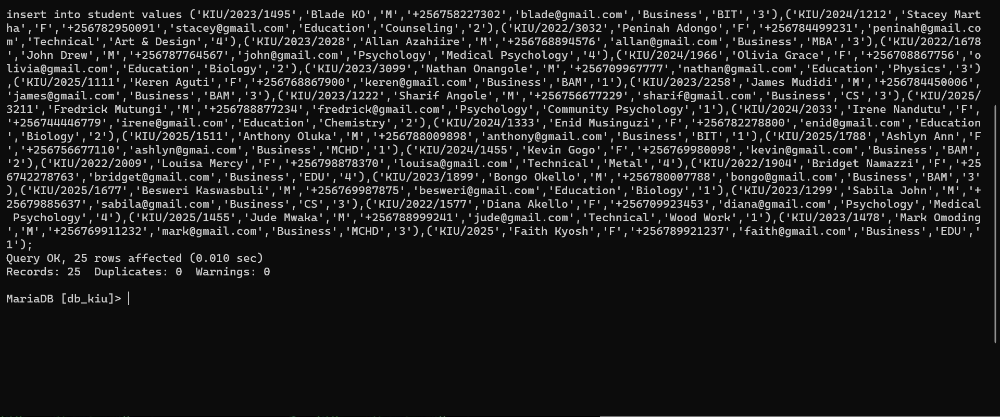 insert into student values ('KIU/2023/1495','Blade KO','M','+256758227302','blade@gmail.com','Business','BIT','3'),('KIU/2024/1212','Stacey Mart
ha','F','+256782950091','stacey@gmail.com','Education','Counseling','2'),('KIU/2022/3032','Peninah Adongo','F','+256784499231','peninah@gmail.co
m','Technical','Art & Design','4'),('KIU/2023/2028','Allan Azahiire','M','+256768894576','allan@gmail.com','Business','MBA','3'),('KIU/2022/1678
','John Drew','M','+256787764567','john@gmail.com','Psychology','Medical Psychology','4'),('KIU/2024/1966','Olivia Grace','F','+256708867756','o
livia@gmail.com','Education','Biology','2'),('KIU/2023/3099','Nathan Onangole','M','+256709967777','nathan@gmail.com','Education','Physics','3')
,('KIU/2025/1111','Keren Aguti','F','+256768867900','keren@gmail.com','Business','BAM','1'),('KIU/2023/2258','James Mudidi','M','+256784450006',
'james@gmail.com','Business','BAM','3'),('KIU/2023/1222','Sharif Angole','M','+256756677229','sharif@gmail.com','Business','CS','3'),('KIU/2025/
3211','Fredrick Mutungi','M','+256788877234','fredrick@gmail.com','Psychology','Community Psychology','1'),('KIU/2024/2033','Irene Nandutu','F',
'+256744446779','irene@gmail.com','Education','Chemistry','2'),('KIU/2024/1333','Enid Musinguzi','F','+256782278800','enid@gmail.com','Education
','Biology','2'),('KIU/2025/1511','Anthony Oluka','M','+256788009898','anthony@gmail.com','Business','BIT','1'),('KIU/2025/1788','Ashlyn Ann','F
','+256756677110','ashlyn@gmai.com','Business','MCHD','1'),('KIU/2024/1455','Kevin Gogo','F','+256769980098','kevin@gmail.com','Business','BAM',
'2'),('KIU/2022/2009','Louisa Mercy','F','+256798878370','louisa@gmail.com','Technical','Metal','4'),('KIU/2022/1904','Bridget Namazzi','F','+25
6742278763','bridget@gmail.com','Business','EDU','4'),('KIU/2023/1899','Bongo Okello','M','+256780007788','bongo@gmail.com','Business','BAM','3'
),('KIU/2025/1677','Besweri Kaswasbuli','M','+256769987875','besweri@gmail.com','Education','Biology','1'),('KIU/2023/1299','Sabila John','M','+
25679885637','sabila@gmail.com','Business','CS','3'),('KIU/2022/1577','Diana Akello','F','+256709923453','diana@gmail.com','Psychology','Medical
 Psychology','4'),('KIU/2025/1455','Jude Mwaka','M','+256788999241','jude@gmail.com','Technical','Wood Work','1'),('KIU/2023/1478','Mark Omoding
','M','+256769911232','mark@gmail.com','Business','MCHD','3'),('KIU/2025','Faith Kyosh','F','+256789921237','faith@gmail.com','Business','EDU','
1');
Query OK, 25 rows affected (0.010 sec)
Records: 25  Duplicates: 0  Warnings: 0
MariaDB [db_kiu]>